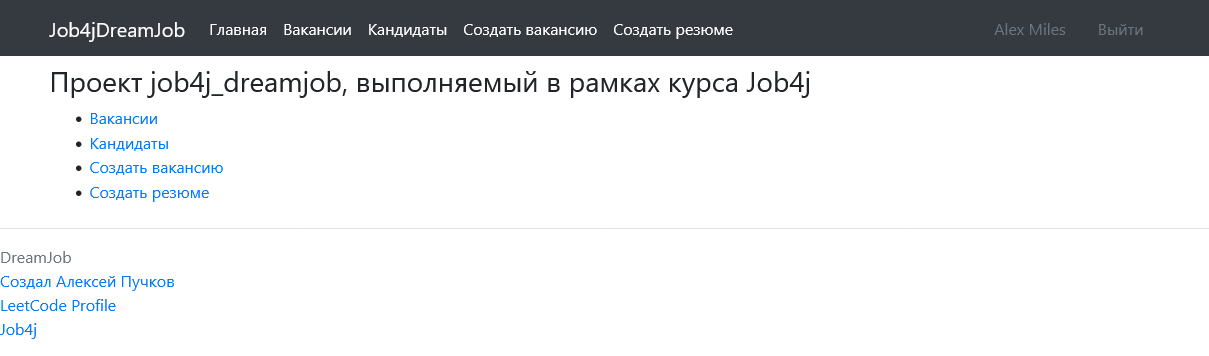 Job4jDreamJob Главная Вакансии Кандидаты Создать вакансию Создать резюме Alex Miles Выйти
Проект job4j_dreamjob, выполняемый в рамках курса Job4j
• Вакансии
• Кандидаты
• Создать вакансию
• Создать резюме
DreamJob
Создал Алексей Пучков
LeetCode Profile
Job4j